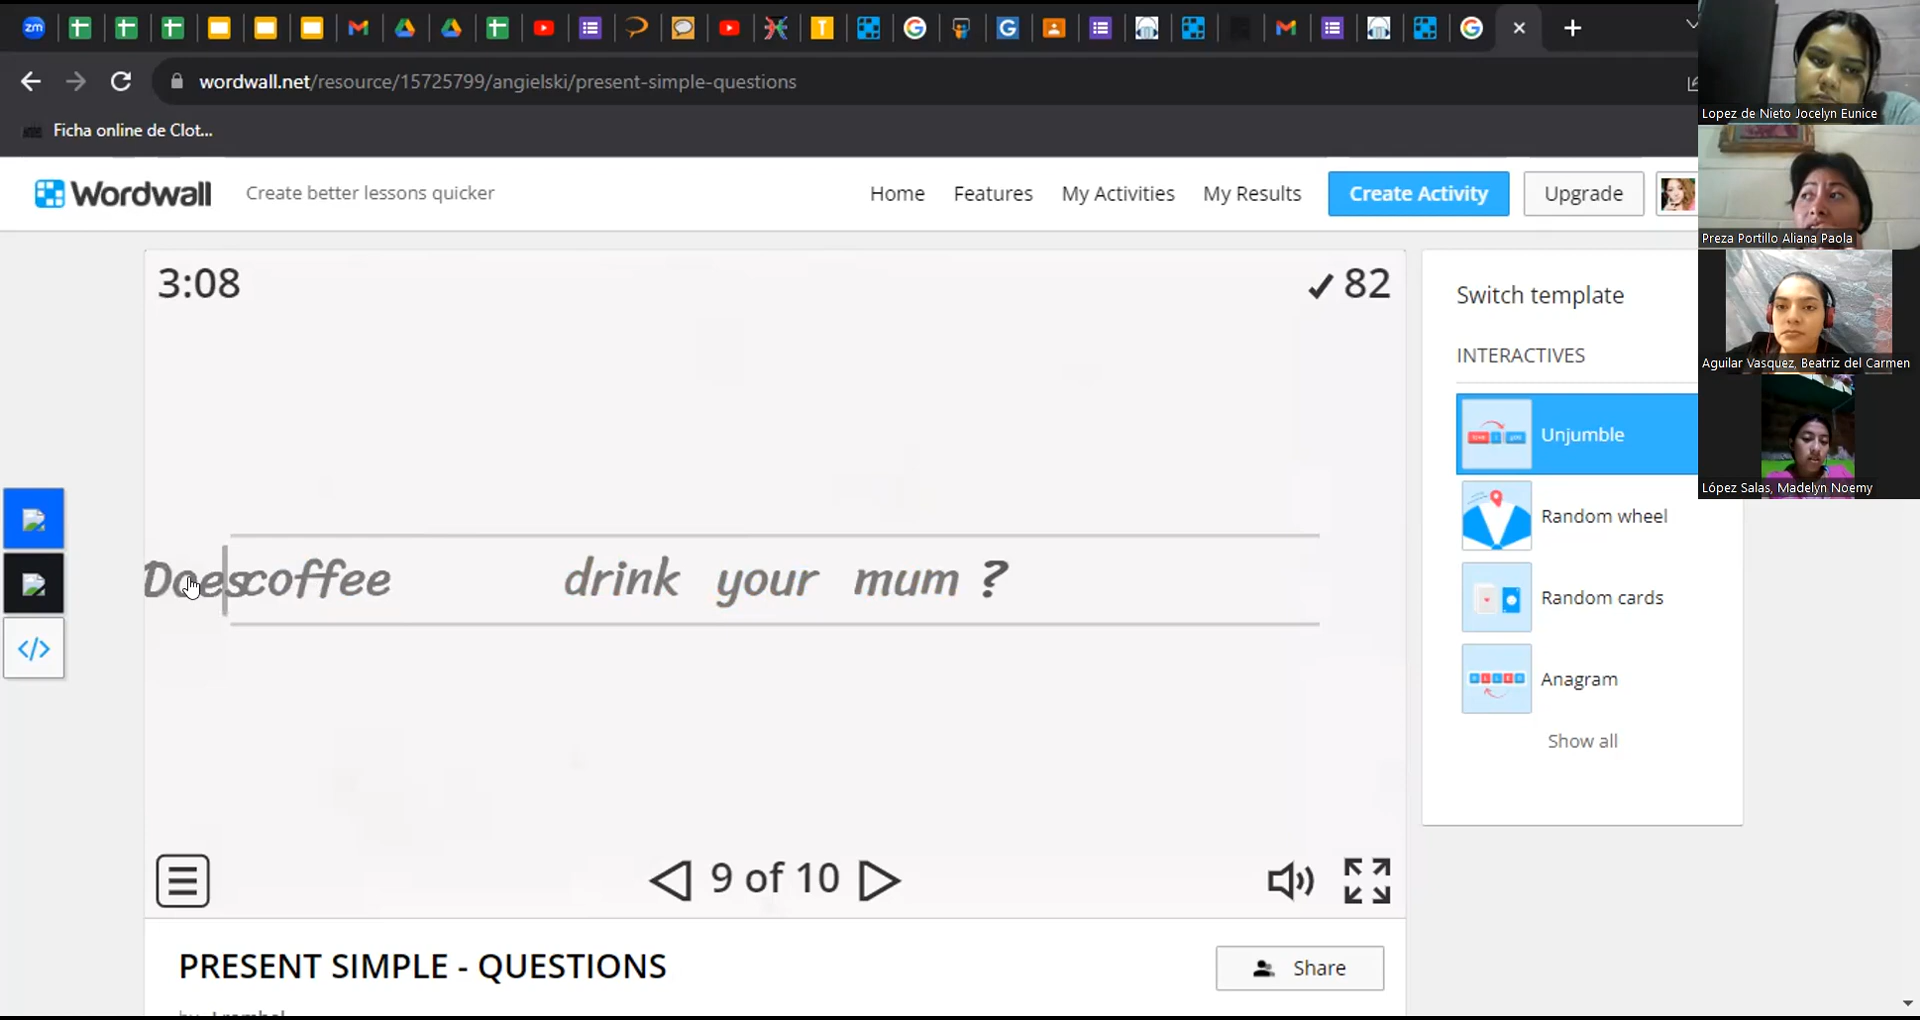 zm
T
G
wordwall.net/resource/15725799/angielski/present-simple-questions
Ficha online de Clot...
Wordwall
Create better lessons quicker
Home
Features
My Activities
My Results
Create Activity
Upgrade
3:08
82
Does coffee drink your mum ?
9 of 10
PRESENT SIMPLE - QUESTIONS
Share
Switch template
INTERACTIVES
Unjumble
Random wheel
Random cards
Anagram
Show all
Lopez de Nieto Jocelyn Eunice
Preza Portillo Aliana Paola
Aguilar Vasquez, Beatriz del Carmen
López Salas, Madelyn Noemy